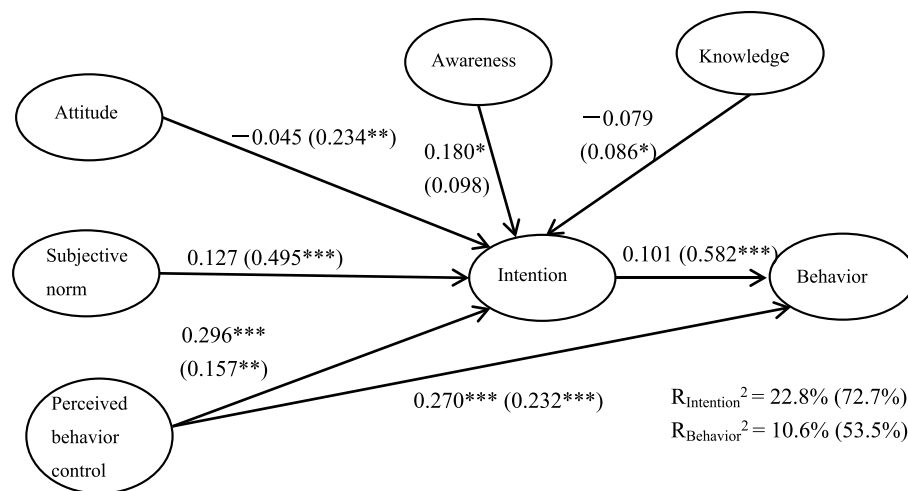 Awareness
Knowledge
Attitude
−0.045 (0.234**)
0.180*
(0.098)
−0.079
(0.086*)
Subjective
norm
0.127 (0.495***)
Intention
0.101 (0.582***)
Behavior
0.296***
(0.157**)
Perceived
behavior
control
0.270*** (0.232***)
R_Intention² = 22.8% (72.7%)
R_Behavior² = 10.6% (53.5%)